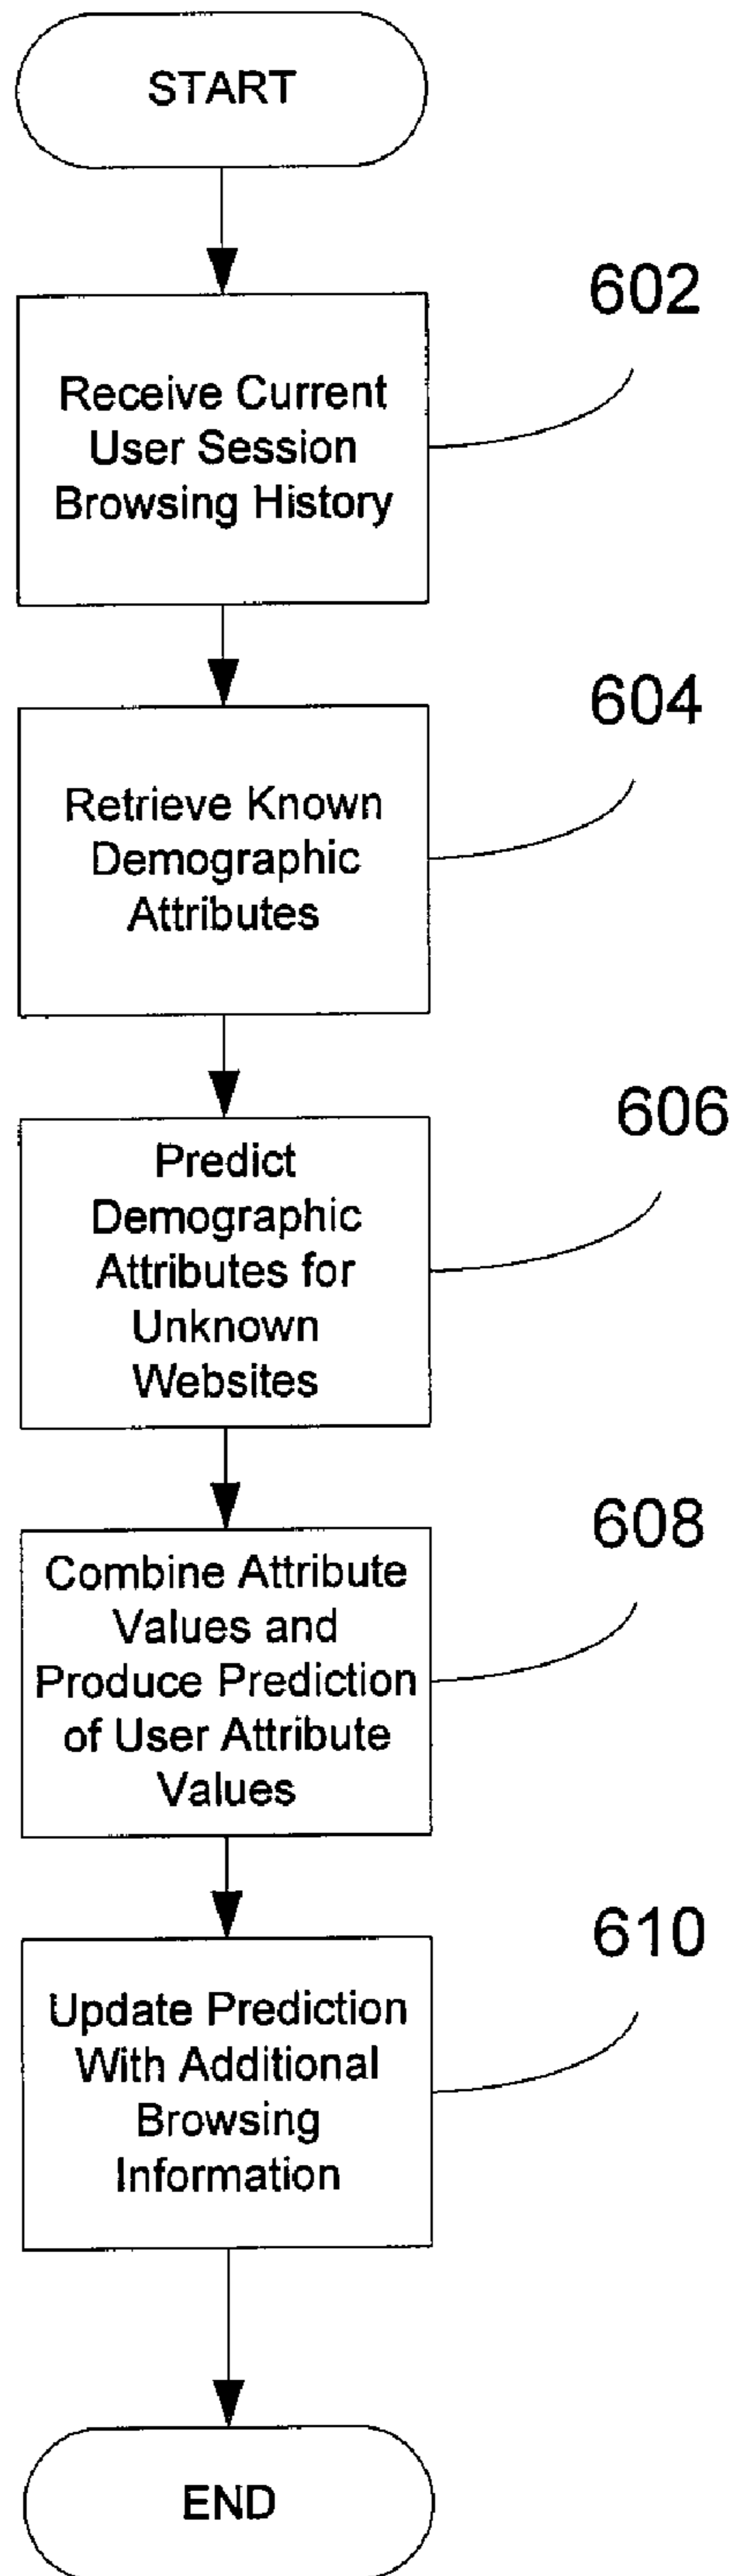 START
602
Receive Current
User Session
Browsing History
604
Retrieve Known
Demographic
Attributes
606
Predict
Demographic
Attributes for
Unknown
Websites
608
Combine Attribute
Values and
Produce Prediction
of User Attribute
Values
610
Update Prediction
With Additional
Browsing
Information
END